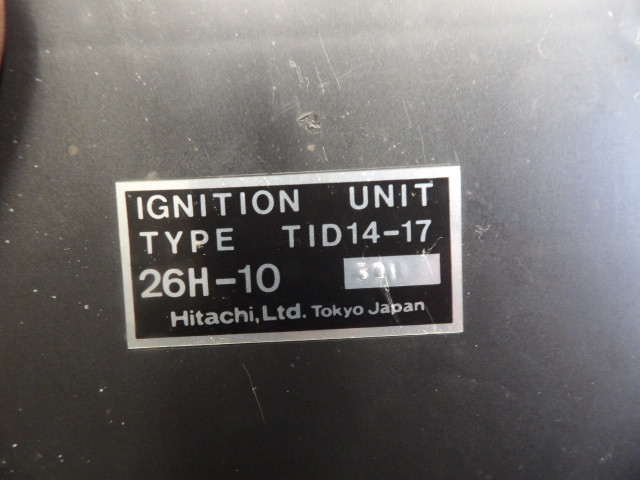 IGNITION UNIT
TYPE TID14-17
26H-10
Hitachi, Ltd. Tokyo Japan